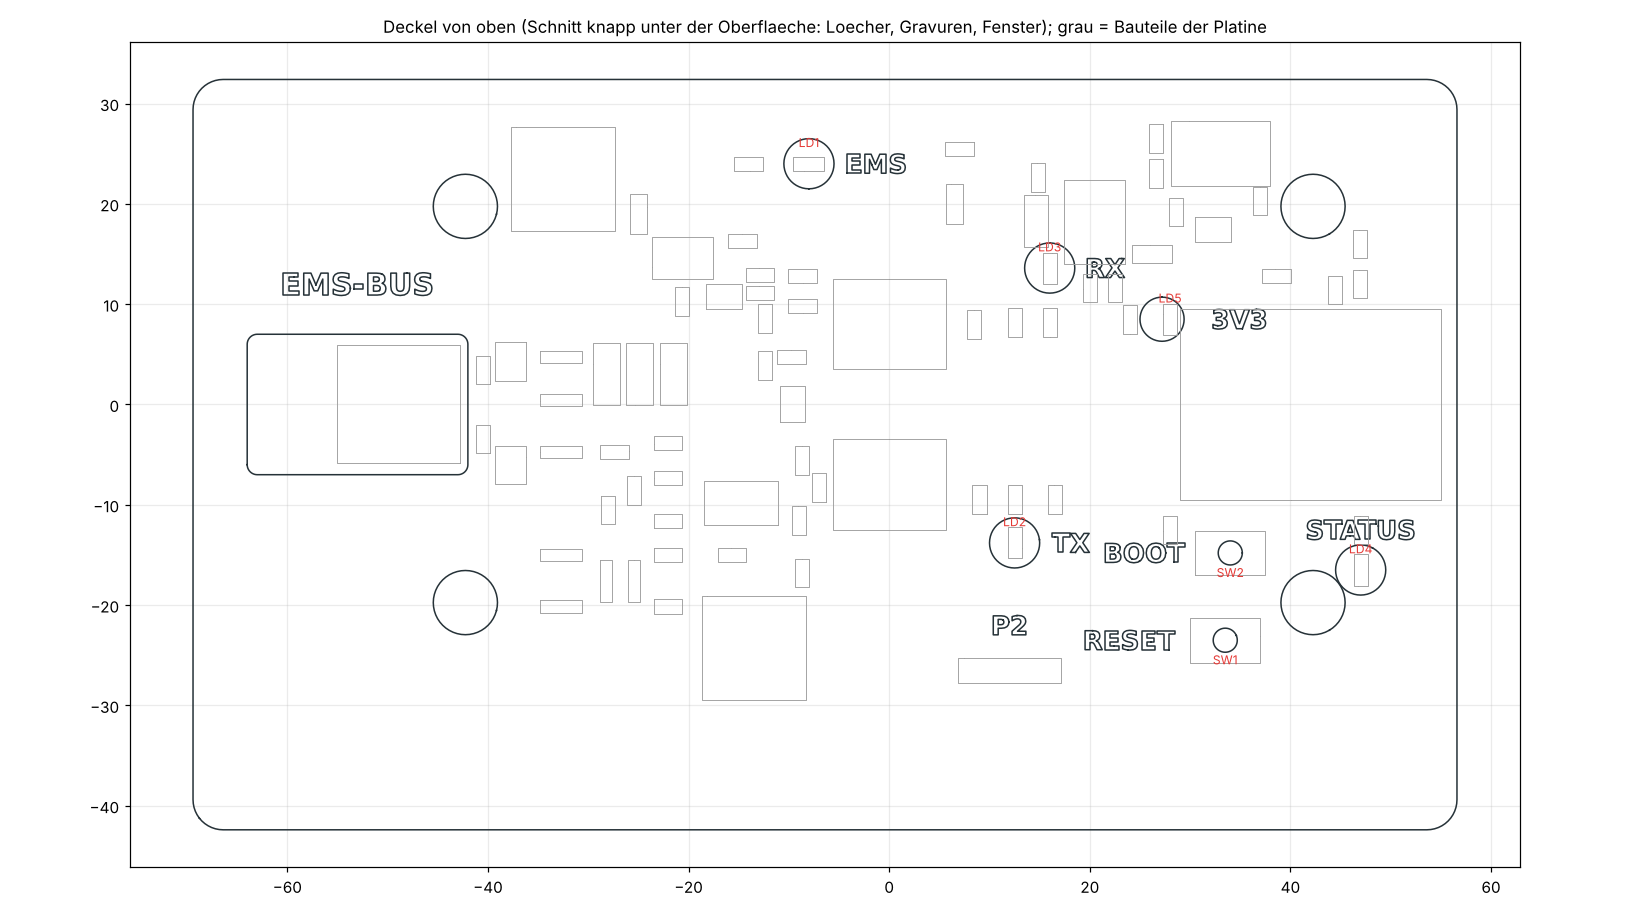 Deckel von oben (Schnitt knapp unter der Oberflaeche: Loecher, Gravuren, Fenster); grau = Bauteile der Platine
30
20
10
0
−10
−20
−30
−40
LD1
EMS
LD3
RX
EMS-BUS
LD5
3V3
LD2
TX
BOOT
STATUS
LD4
SW2
P2
RESET
SW1
−60
−40
−20
0
20
40
60